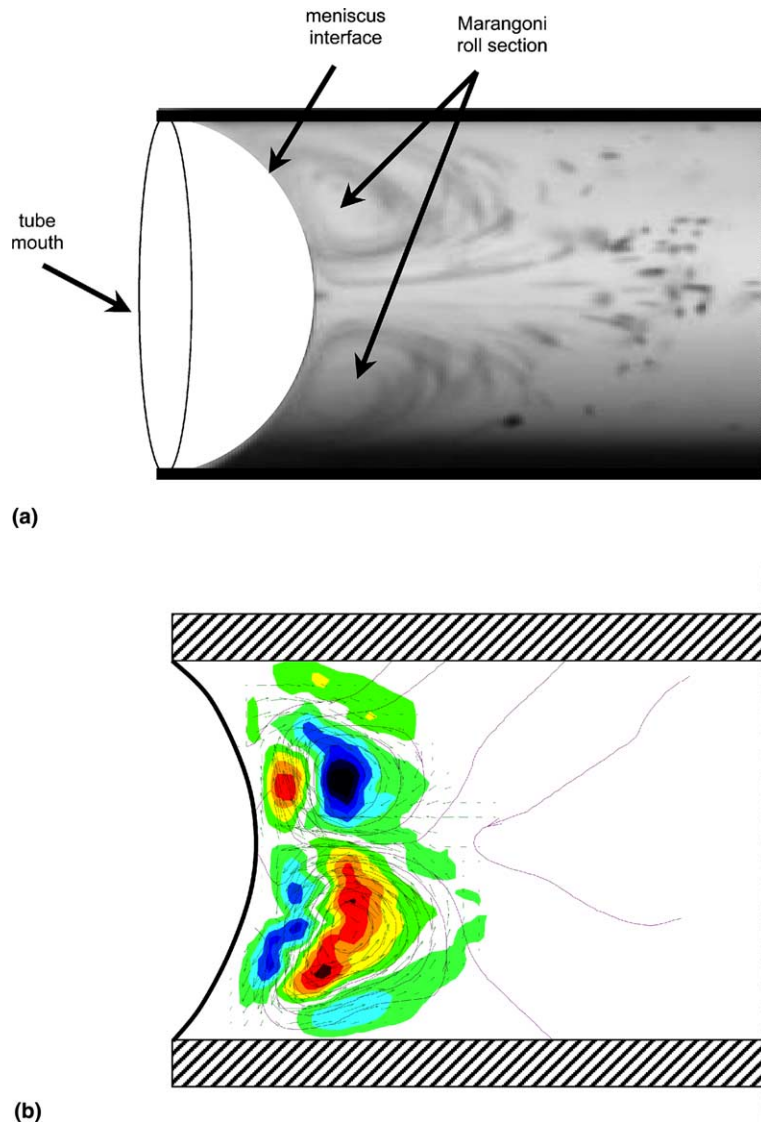 meniscus
interface
Marangoni
roll section
tube
mouth
(a)
(b)